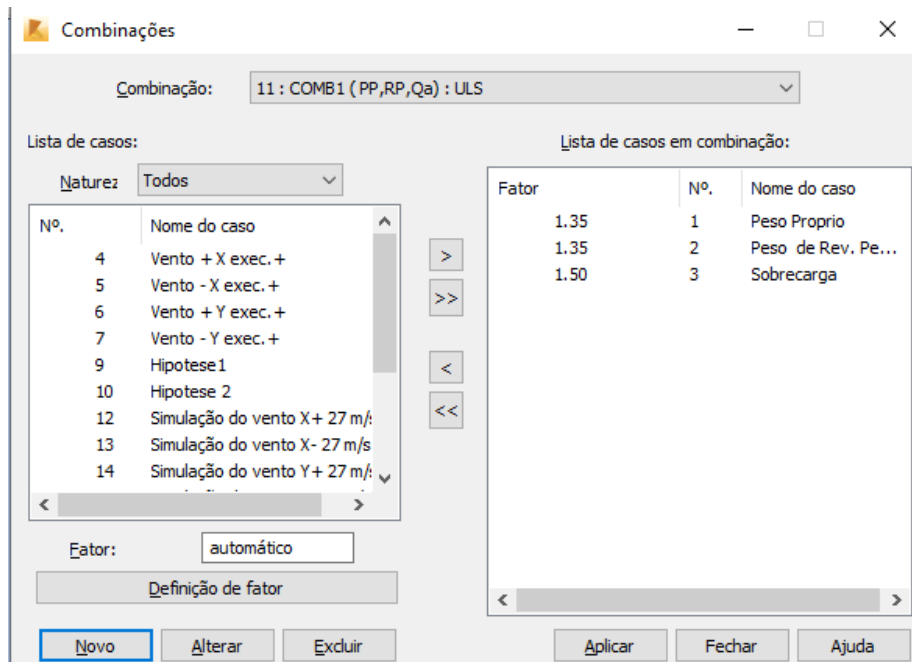 Combinações
Combinação: 11 : COMB1 ( PP,RP,Qa) : ULS
Lista de casos:
Naturez Todos
Nº. Nome do caso
4 Vento + X exec.+
5 Vento - X exec.+
6 Vento + Y exec.+
7 Vento - Y exec.+
9 Hipotese1
10 Hipotese 2
12 Simulação do vento X+ 27 m/s
13 Simulação do vento X- 27 m/s
14 Simulação do vento Y+ 27 m/s
>
>>
<
<<
Lista de casos em combinação:
Fator Nº. Nome do caso
1.35 1 Peso Proprio
1.35 2 Peso de Rev. Pe...
1.50 3 Sobrecarga
Fator: automático
Definição de fator
Novo Alterar Excluir
Aplicar Fechar Ajuda